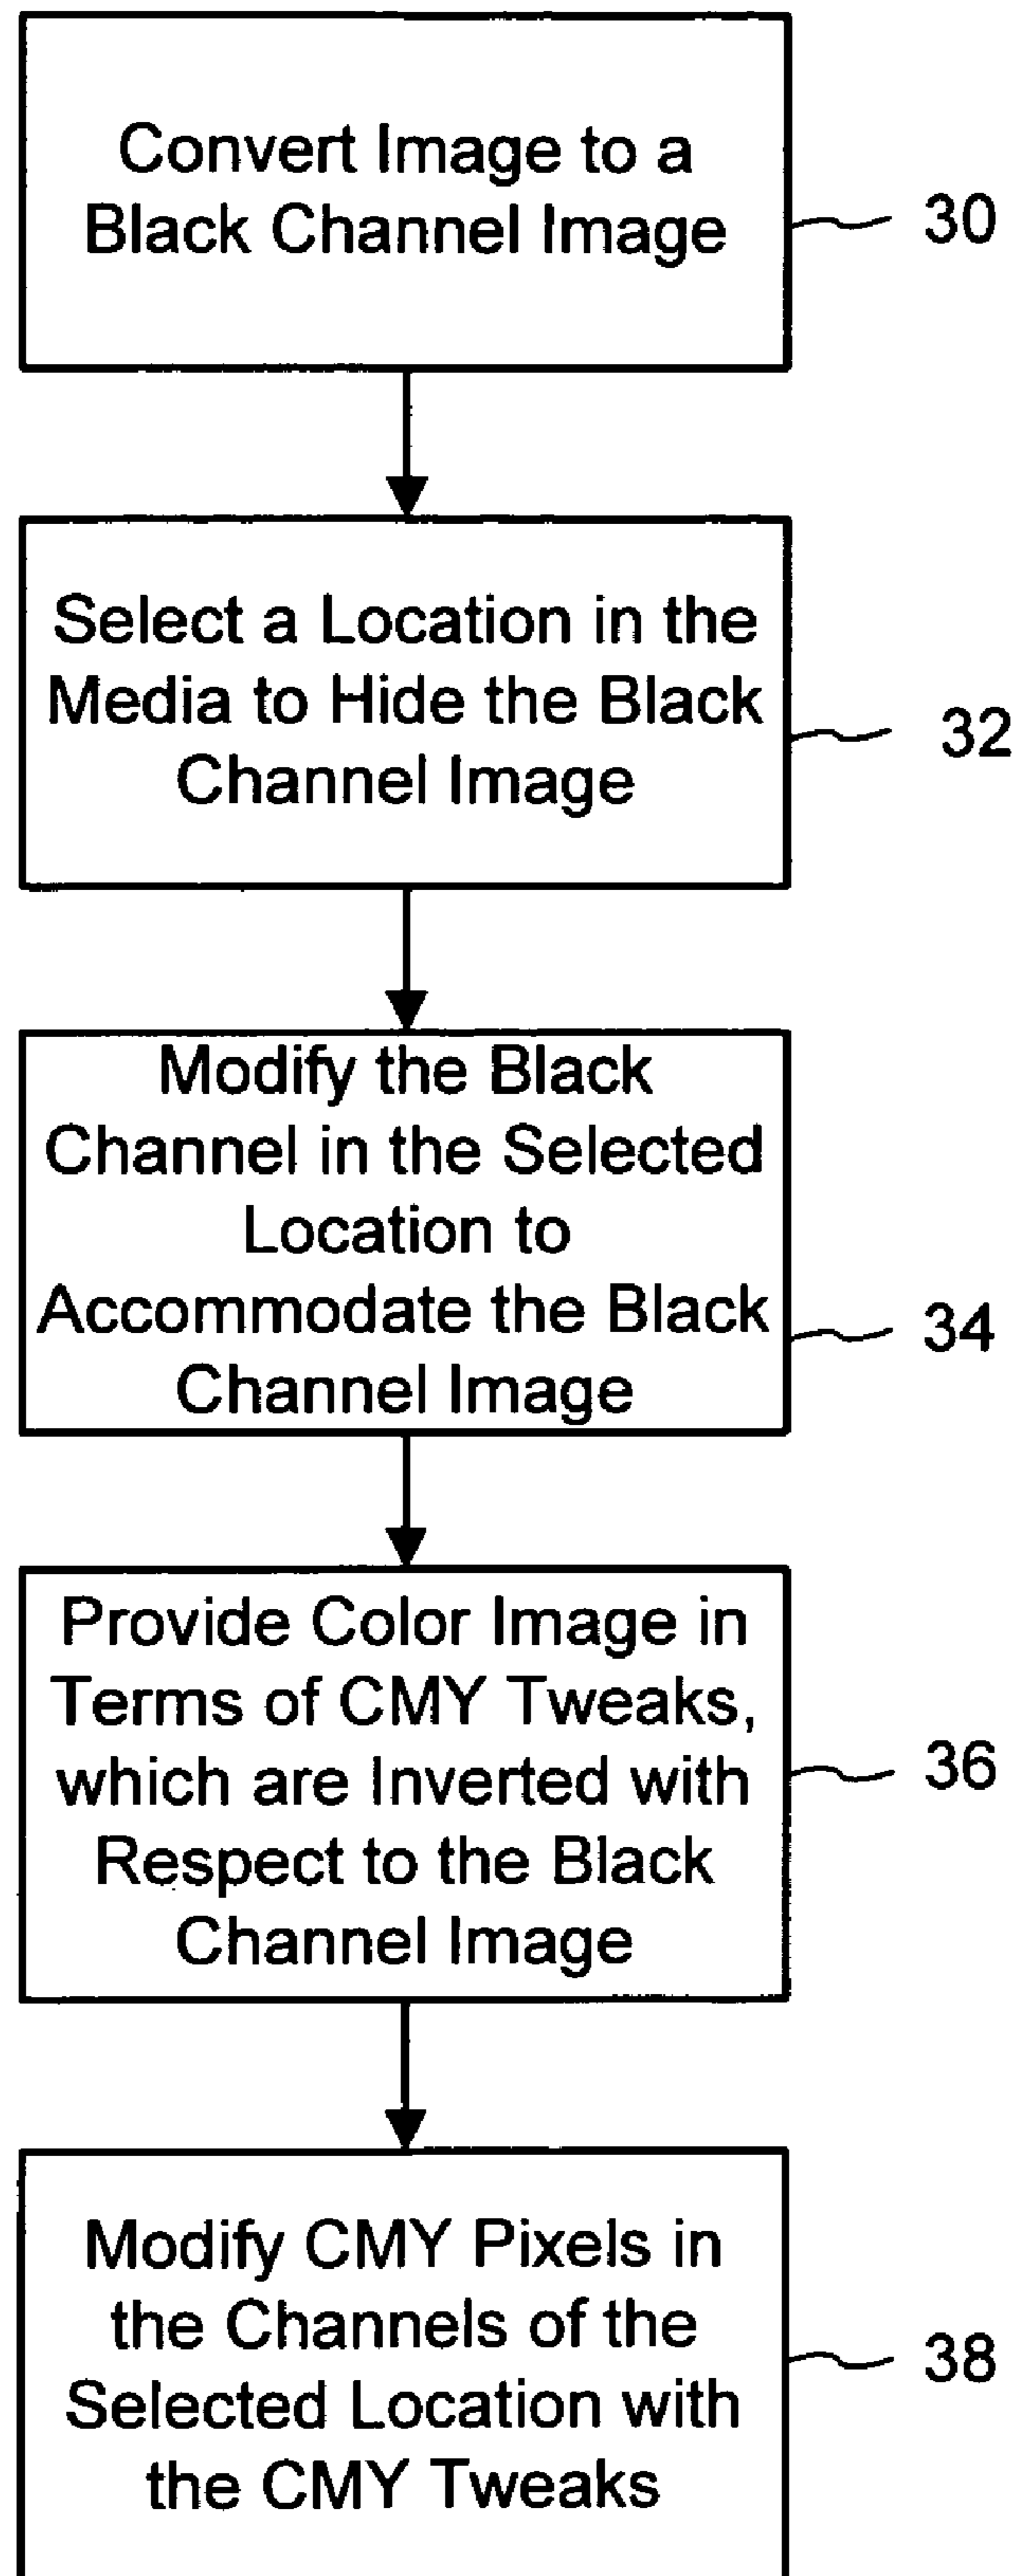 Convert Image to a
Black Channel Image
30
Select a Location in the
Media to Hide the Black
Channel Image
32
Modify the Black
Channel in the Selected
Location to
Accommodate the Black
Channel Image
34
Provide Color Image in
Terms of CMY Tweaks,
which are Inverted with
Respect to the Black
Channel Image
36
Modify CMY Pixels in
the Channels of the
Selected Location with
the CMY Tweaks
38